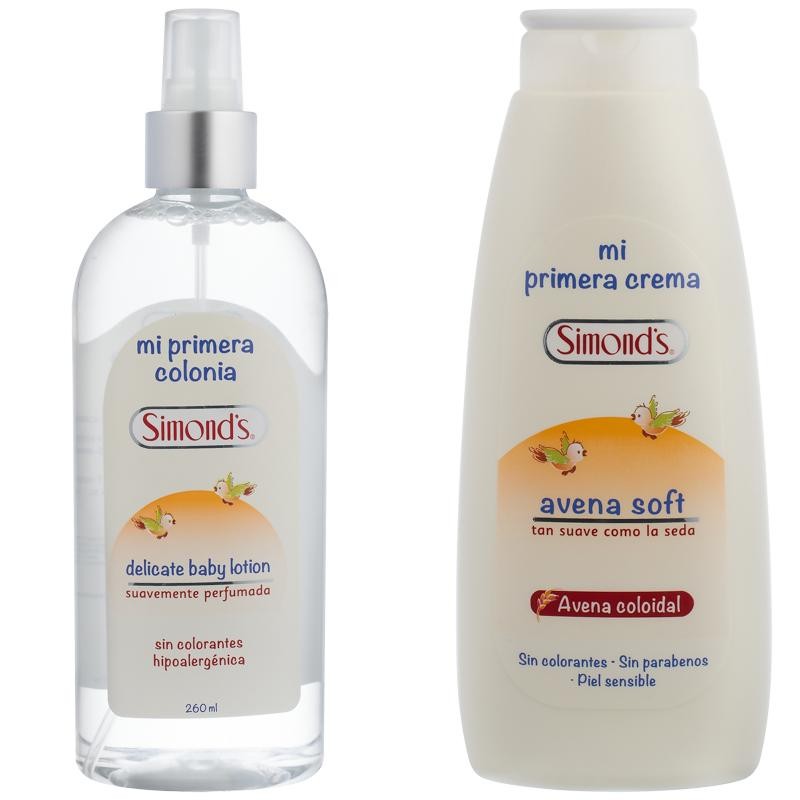 mi primera
colonia
Simond's®
delicate baby lotion
suavemente perfumada
sin colorantes
hipoalergénica
260 ml
mi
primera crema
Simond's®
avena soft
tan suave como la seda
Avena coloidal
Sin colorantes - Sin parabenos
- Piel sensible